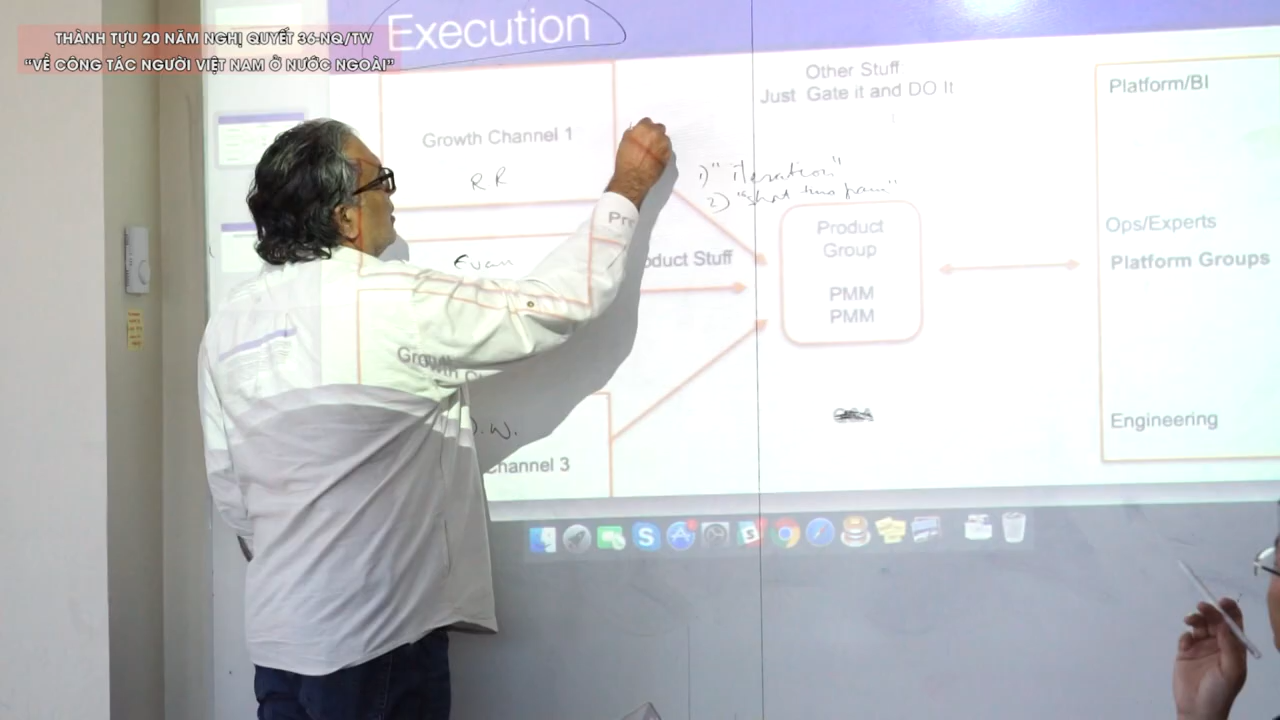 THÀNH TỰU 20 NĂM NGHỊ QUYẾT 36-NQ/TW
“VỀ CÔNG TÁC NGƯỜI VIỆT NAM Ở NƯỚC NGOÀI”
Execution
Other Stuff
Just Gate it and DO It
Platform/BI
Growth Channel 1
RR
1) "iteration"
2) "short time frame"
Product
Group
PMM
PMM
Evan
oduct Stuff
Ops/Experts
Platform Groups
Growth
D.W.
hannel 3
Engineering